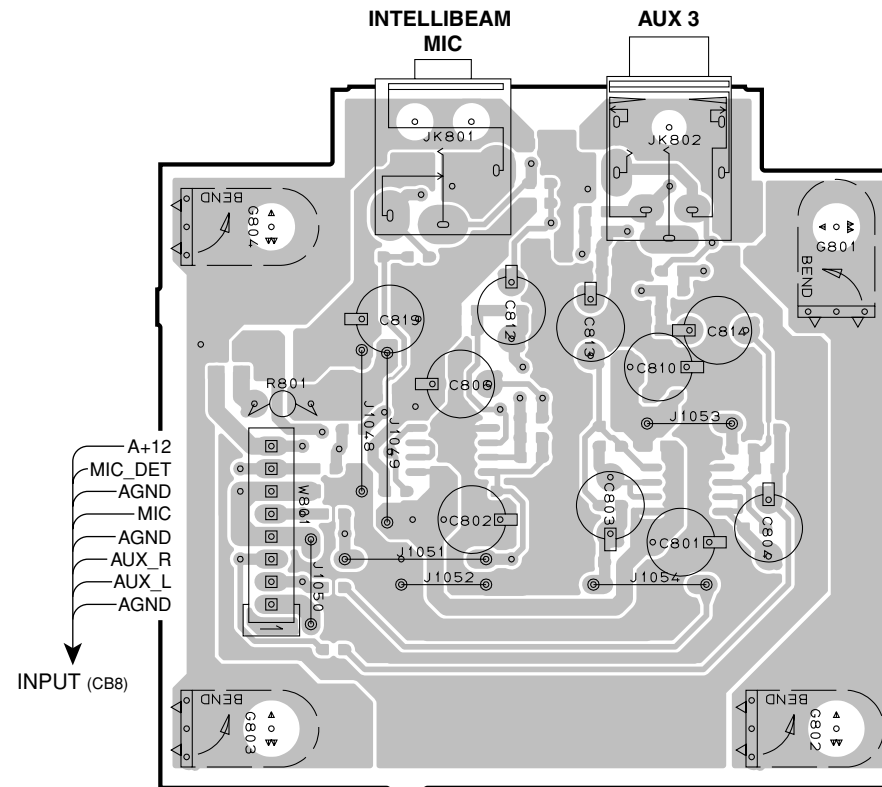 INTELLIBEAM
MIC
AUX 3
JK801
JK802
BEND
G804
G801
BEND
C819
C812
C813
C814
C810
R801
C806
J1048
J1049
J1053
A+12
MIC_DET
AGND
MIC
AGND
AUX_R
AUX_L
AGND
W801
C802
C803
C801
C804
J1050
J1051
J1052
J1054
1
INPUT (CB8)
BEND
G803
BEND
G802